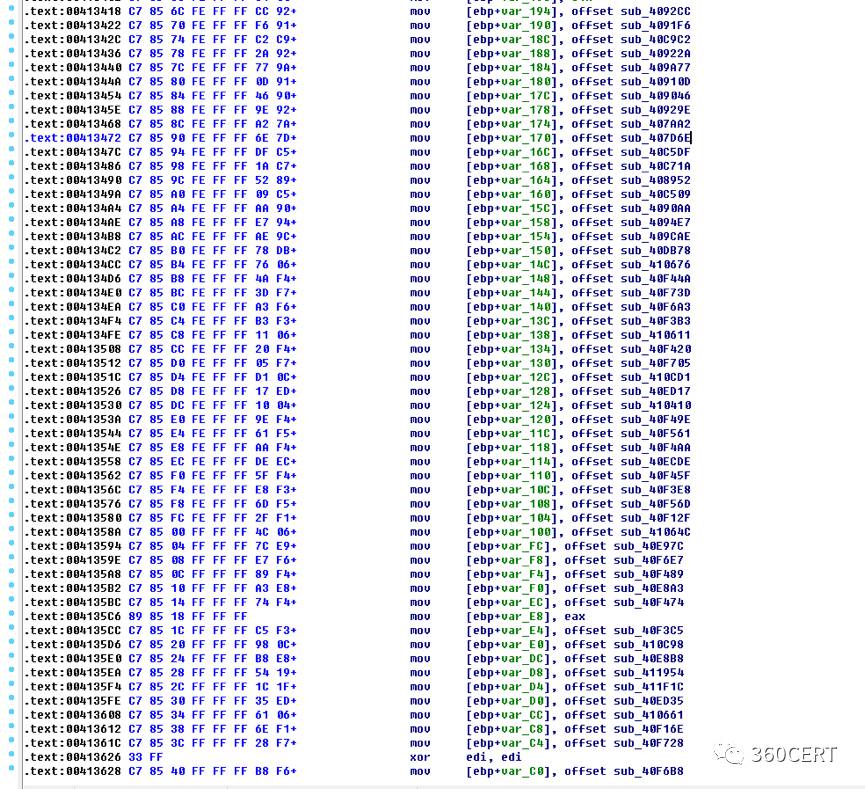 .text:00413418 C7 85 6C FE FF FF CC 92+ mov [ebp+var_194], offset sub_4092CC
.text:00413422 C7 85 70 FE FF FF F6 91+ mov [ebp+var_190], offset sub_4091F6
.text:0041342C C7 85 74 FE FF FF C2 C9+ mov [ebp+var_18C], offset sub_40C9C2
.text:00413436 C7 85 78 FE FF FF 2A 92+ mov [ebp+var_188], offset sub_40922A
.text:00413440 C7 85 7C FE FF FF 77 9A+ mov [ebp+var_184], offset sub_409A77
.text:0041344A C7 85 80 FE FF FF 0D 91+ mov [ebp+var_180], offset sub_40910D
.text:00413454 C7 85 84 FE FF FF 46 90+ mov [ebp+var_17C], offset sub_409046
.text:0041345E C7 85 88 FE FF FF 9E 92+ mov [ebp+var_178], offset sub_40929E
.text:00413468 C7 85 8C FE FF FF A2 7A+ mov [ebp+var_174], offset sub_407AA2
.text:00413472 C7 85 90 FE FF FF 6E 7D+ mov [ebp+var_170], offset sub_407D6E
.text:0041347C C7 85 94 FE FF FF DF C5+ mov [ebp+var_16C], offset sub_40C5DF
.text:00413486 C7 85 98 FE FF FF 1A C7+ mov [ebp+var_168], offset sub_40C71A
.text:00413490 C7 85 9C FE FF FF 52 89+ mov [ebp+var_164], offset sub_408952
.text:0041349A C7 85 A0 FE FF FF 09 C5+ mov [ebp+var_160], offset sub_40C509
.text:004134A4 C7 85 A4 FE FF FF AA 90+ mov [ebp+var_15C], offset sub_4090AA
.text:004134AE C7 85 A8 FE FF FF E7 94+ mov [ebp+var_158], offset sub_4094E7
.text:004134B8 C7 85 AC FE FF FF AE 9C+ mov [ebp+var_154], offset sub_409CAE
.text:004134C2 C7 85 B0 FE FF FF 78 DB+ mov [ebp+var_150], offset sub_40DB78
.text:004134CC C7 85 B4 FE FF FF 76 06+ mov [ebp+var_14C], offset sub_410676
.text:004134D6 C7 85 B8 FE FF FF 4A F4+ mov [ebp+var_148], offset sub_40F44A
.text:004134E0 C7 85 BC FE FF FF 3D F7+ mov [ebp+var_144], offset sub_40F73D
.text:004134EA C7 85 C0 FE FF FF A3 F6+ mov [ebp+var_140], offset sub_40F6A3
.text:004134F4 C7 85 C4 FE FF FF B3 F3+ mov [ebp+var_13C], offset sub_40F3B3
.text:004134FE C7 85 C8 FE FF FF 11 06+ mov [ebp+var_138], offset sub_410611
.text:00413508 C7 85 CC FE FF FF 20 F4+ mov [ebp+var_134], offset sub_40F420
.text:00413512 C7 85 D0 FE FF FF 05 F7+ mov [ebp+var_130], offset sub_40F705
.text:0041351C C7 85 D4 FE FF FF D1 0C+ mov [ebp+var_12C], offset sub_410CD1
.text:00413526 C7 85 D8 FE FF FF 17 ED+ mov [ebp+var_128], offset sub_40ED17
.text:00413530 C7 85 DC FE FF FF 10 04+ mov [ebp+var_124], offset sub_410410
.text:0041353A C7 85 E0 FE FF FF 9E F4+ mov [ebp+var_120], offset sub_40F49E
.text:00413544 C7 85 E4 FE FF FF 61 F5+ mov [ebp+var_11C], offset sub_40F561
.text:0041354E C7 85 E8 FE FF FF AA F4+ mov [ebp+var_118], offset sub_40F4AA
.text:00413558 C7 85 EC FE FF FF DE EC+ mov [ebp+var_114], offset sub_40ECDE
.text:00413562 C7 85 F0 FE FF FF 5F F4+ mov [ebp+var_110], offset sub_40F45F
.text:0041356C C7 85 F4 FE FF FF E8 F3+ mov [ebp+var_10C], offset sub_40F3E8
.text:00413576 C7 85 F8 FE FF FF 6D F5+ mov [ebp+var_108], offset sub_40F56D
.text:00413580 C7 85 FC FE FF FF 2F F1+ mov [ebp+var_104], offset sub_40F12F
.text:0041358A C7 85 00 FF FF FF 4C 06+ mov [ebp+var_100], offset sub_41064C
.text:00413594 C7 85 04 FF FF FF 7C E9+ mov [ebp+var_FC], offset sub_40E97C
.text:0041359E C7 85 08 FF FF FF E7 F6+ mov [ebp+var_F8], offset sub_40F6E7
.text:004135A8 C7 85 0C FF FF FF 89 F4+ mov [ebp+var_F4], offset sub_40F489
.text:004135B2 C7 85 10 FF FF FF A3 E8+ mov [ebp+var_F0], offset sub_40E8A3
.text:004135BC C7 85 14 FF FF FF 74 F4+ mov [ebp+var_EC], offset sub_40F474
.text:004135C6 89 85 18 FF FF FF mov [ebp+var_E8], eax
.text:004135CC C7 85 1C FF FF FF C5 F3+ mov [ebp+var_E4], offset sub_40F3C5
.text:004135D6 C7 85 20 FF FF FF 98 0C+ mov [ebp+var_E0], offset sub_410C98
.text:004135E0 C7 85 24 FF FF FF B8 E8+ mov [ebp+var_DC], offset sub_40E8B8
.text:004135EA C7 85 28 FF FF FF 54 19+ mov [ebp+var_D8], offset sub_411954
.text:004135F4 C7 85 2C FF FF FF 1C 1F+ mov [ebp+var_D4], offset sub_411F1C
.text:004135FE C7 85 30 FF FF FF 35 ED+ mov [ebp+var_D0], offset sub_40ED35
.text:00413608 C7 85 34 FF FF FF 61 06+ mov [ebp+var_CC], offset sub_410661
.text:00413612 C7 85 38 FF FF FF 6E F1+ mov [ebp+var_C8], offset sub_40F16E
.text:0041361C C7 85 3C FF FF FF 28 F7+ mov [ebp+var_C4], offset sub_40F728
.text:00413626 33 FF xor edi, edi
.text:00413628 C7 85 40 FF FF FF B8 F6+ mov [ebp+var_C0], offset sub_40F6B8
360CERT